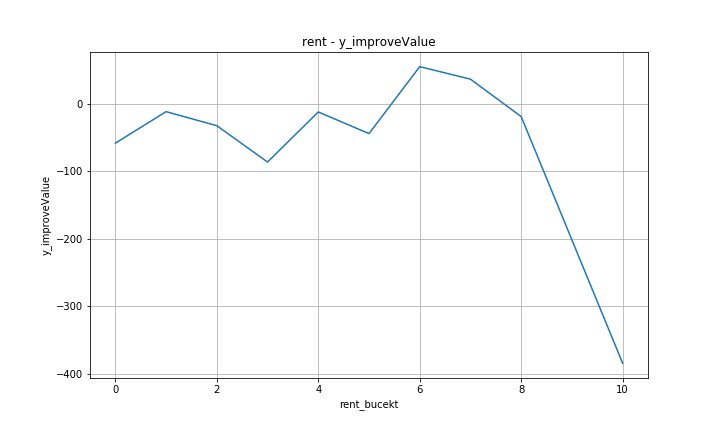 rent - y_improveValue
y_improveValue
0
−100
−200
−300
−400
0 2 4 6 8 10
rent_bucekt